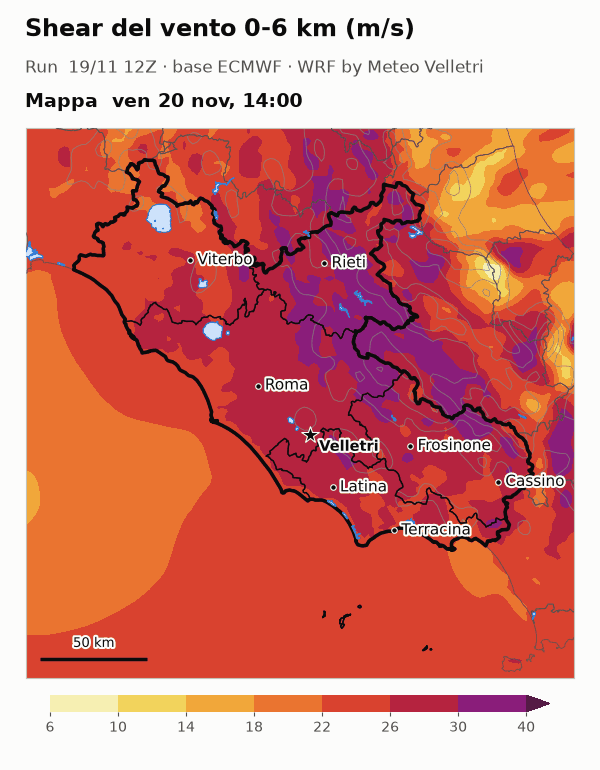 Shear del vento 0-6 km (m/s)
Run  19/11 12Z · base ECMWF · WRF by Meteo Velletri
Mappa  ven 20 nov, 14:00
Viterbo
Rieti
Roma
Velletri
Frosinone
Latina
Cassino
Terracina
50 km
6 10 14 18 22 26 30 40